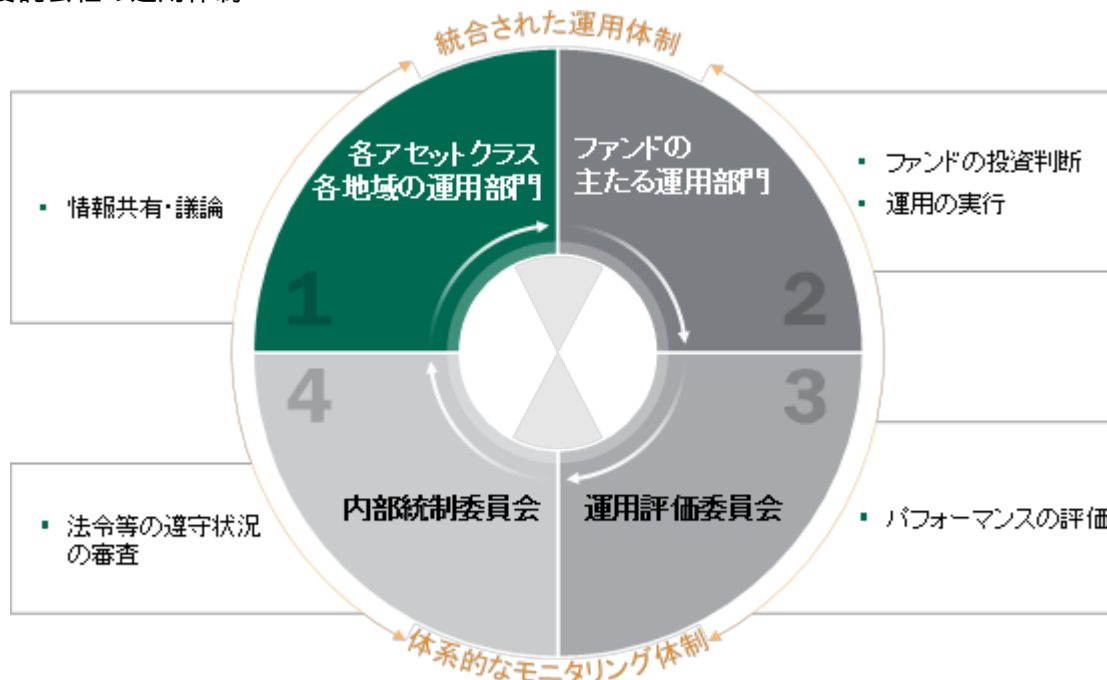 統合された運用体制
各アセットクラス
各地域の運用部門
ファンドの
主たる運用部門
▪ 情報共有・議論
▪ ファンドの投資判断
▪ 運用の実行
1
2
4
3
内部統制委員会
運用評価委員会
▪ 法令等の遵守状況
の審査
▪ パフォーマンスの評価
体系的なモニタリング体制